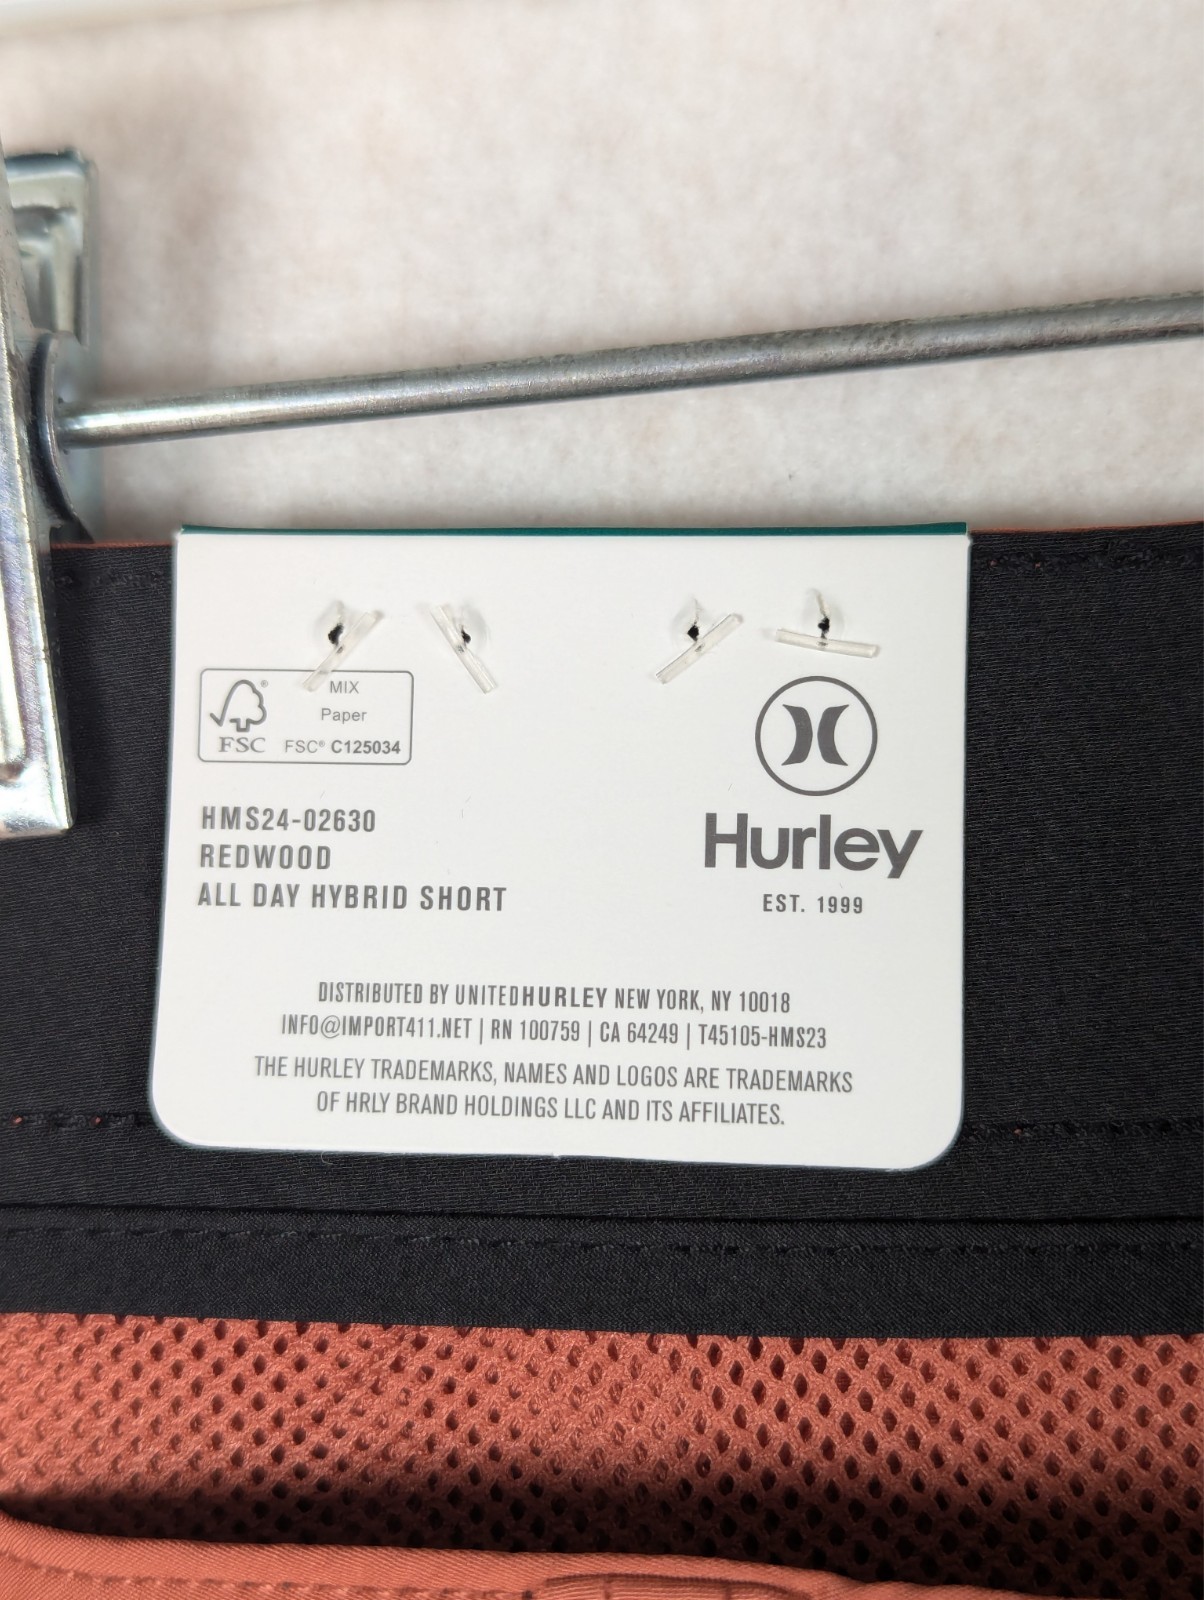 MIX
Paper
FSC® FSC® C125034
HMS24-02630
REDWOOD
ALL DAY HYBRID SHORT
Hurley
EST. 1999
DISTRIBUTED BY UNITEDHURLEY NEW YORK, NY 10018
INFO@IMPORT411.NET | RN 100759 | CA 64249 | T45105-HMS23
THE HURLEY TRADEMARKS, NAMES AND LOGOS ARE TRADEMARKS
OF HRLY BRAND HOLDINGS LLC AND ITS AFFILIATES.